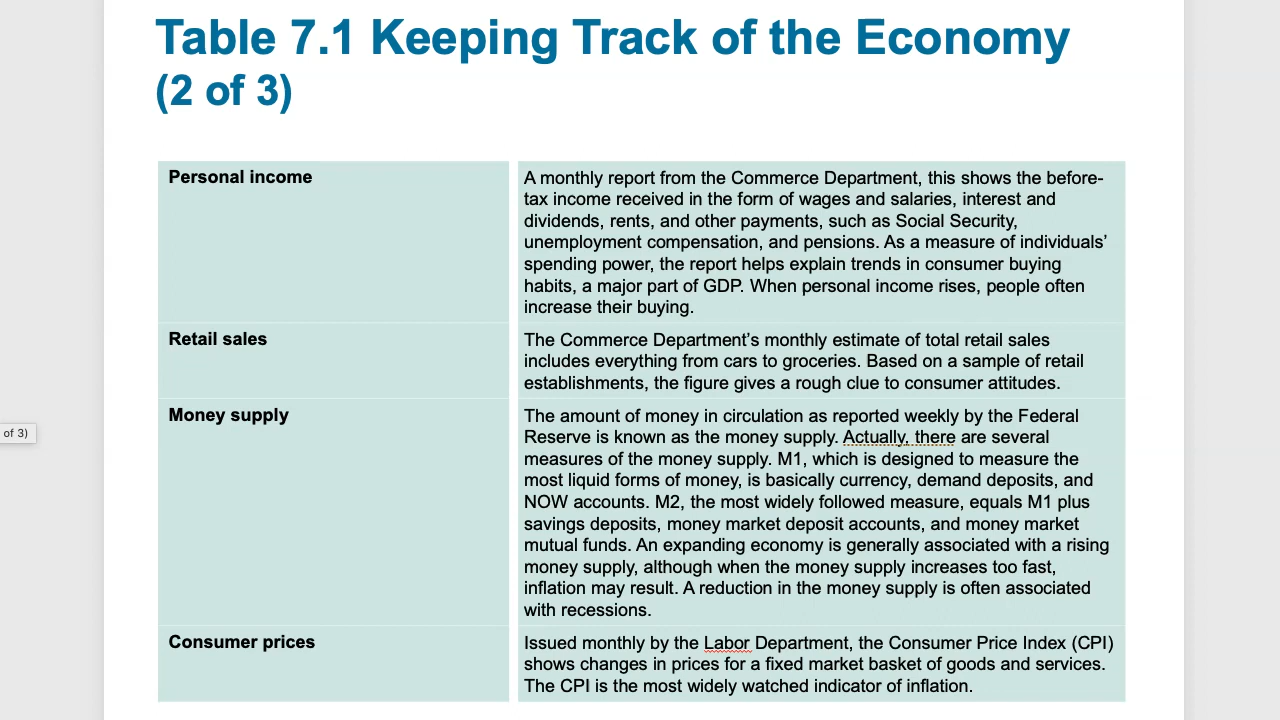 Table 7.1 Keeping Track of the Economy
(2 of 3)
Personal income
A monthly report from the Commerce Department, this shows the before-
tax income received in the form of wages and salaries, interest and
dividends, rents, and other payments, such as Social Security,
unemployment compensation, and pensions. As a measure of individuals’
spending power, the report helps explain trends in consumer buying
habits, a major part of GDP. When personal income rises, people often
increase their buying.
Retail sales
The Commerce Department’s monthly estimate of total retail sales
includes everything from cars to groceries. Based on a sample of retail
establishments, the figure gives a rough clue to consumer attitudes.
of 3)
Money supply
The amount of money in circulation as reported weekly by the Federal
Reserve is known as the money supply. Actually, there are several
measures of the money supply. M1, which is designed to measure the
most liquid forms of money, is basically currency, demand deposits, and
NOW accounts. M2, the most widely followed measure, equals M1 plus
savings deposits, money market deposit accounts, and money market
mutual funds. An expanding economy is generally associated with a rising
money supply, although when the money supply increases too fast,
inflation may result. A reduction in the money supply is often associated
with recessions.
Consumer prices
Issued monthly by the Labor Department, the Consumer Price Index (CPI)
shows changes in prices for a fixed market basket of goods and services.
The CPI is the most widely watched indicator of inflation.